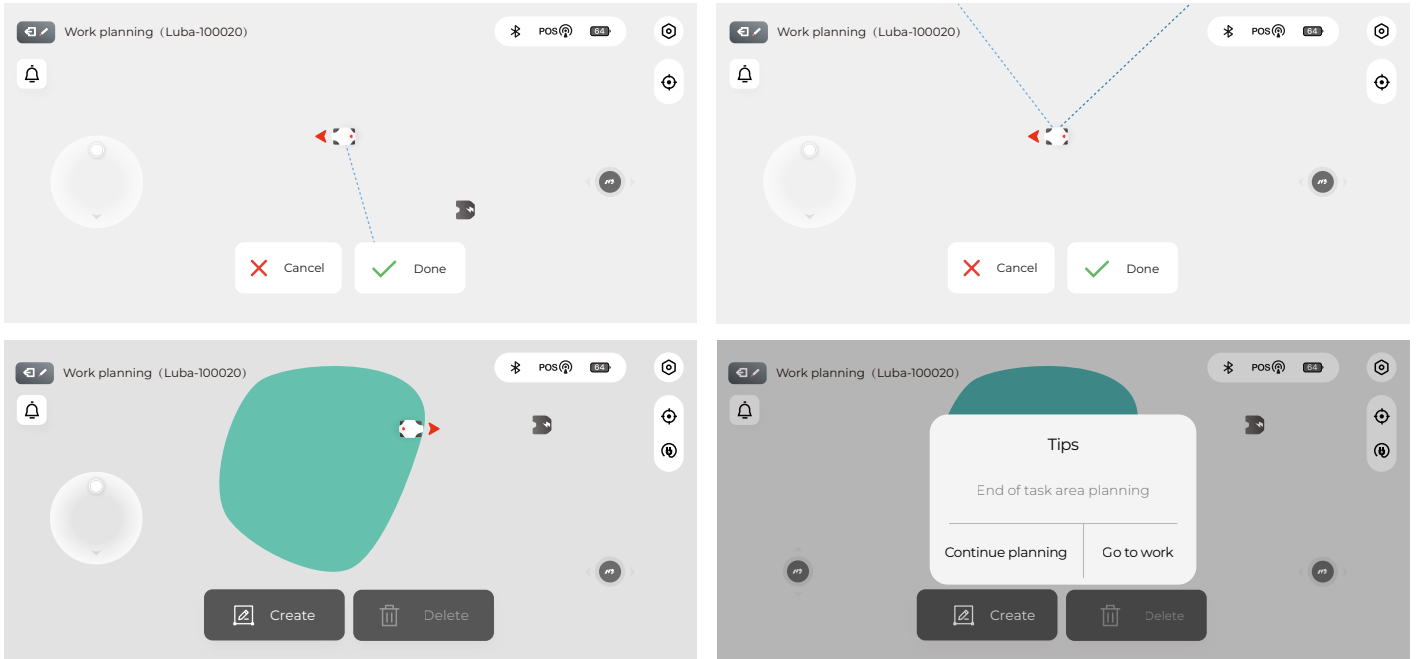 Work planning（Luba-100020）
POS
64
Cancel
Done
Work planning（Luba-100020）
POS
64
Cancel
Done
Work planning（Luba-100020）
POS
64
Create
Delete
Work planning（Luba-100020）
POS
64
Tips
End of task area planning
Continue planning
Go to work
Create
Delete